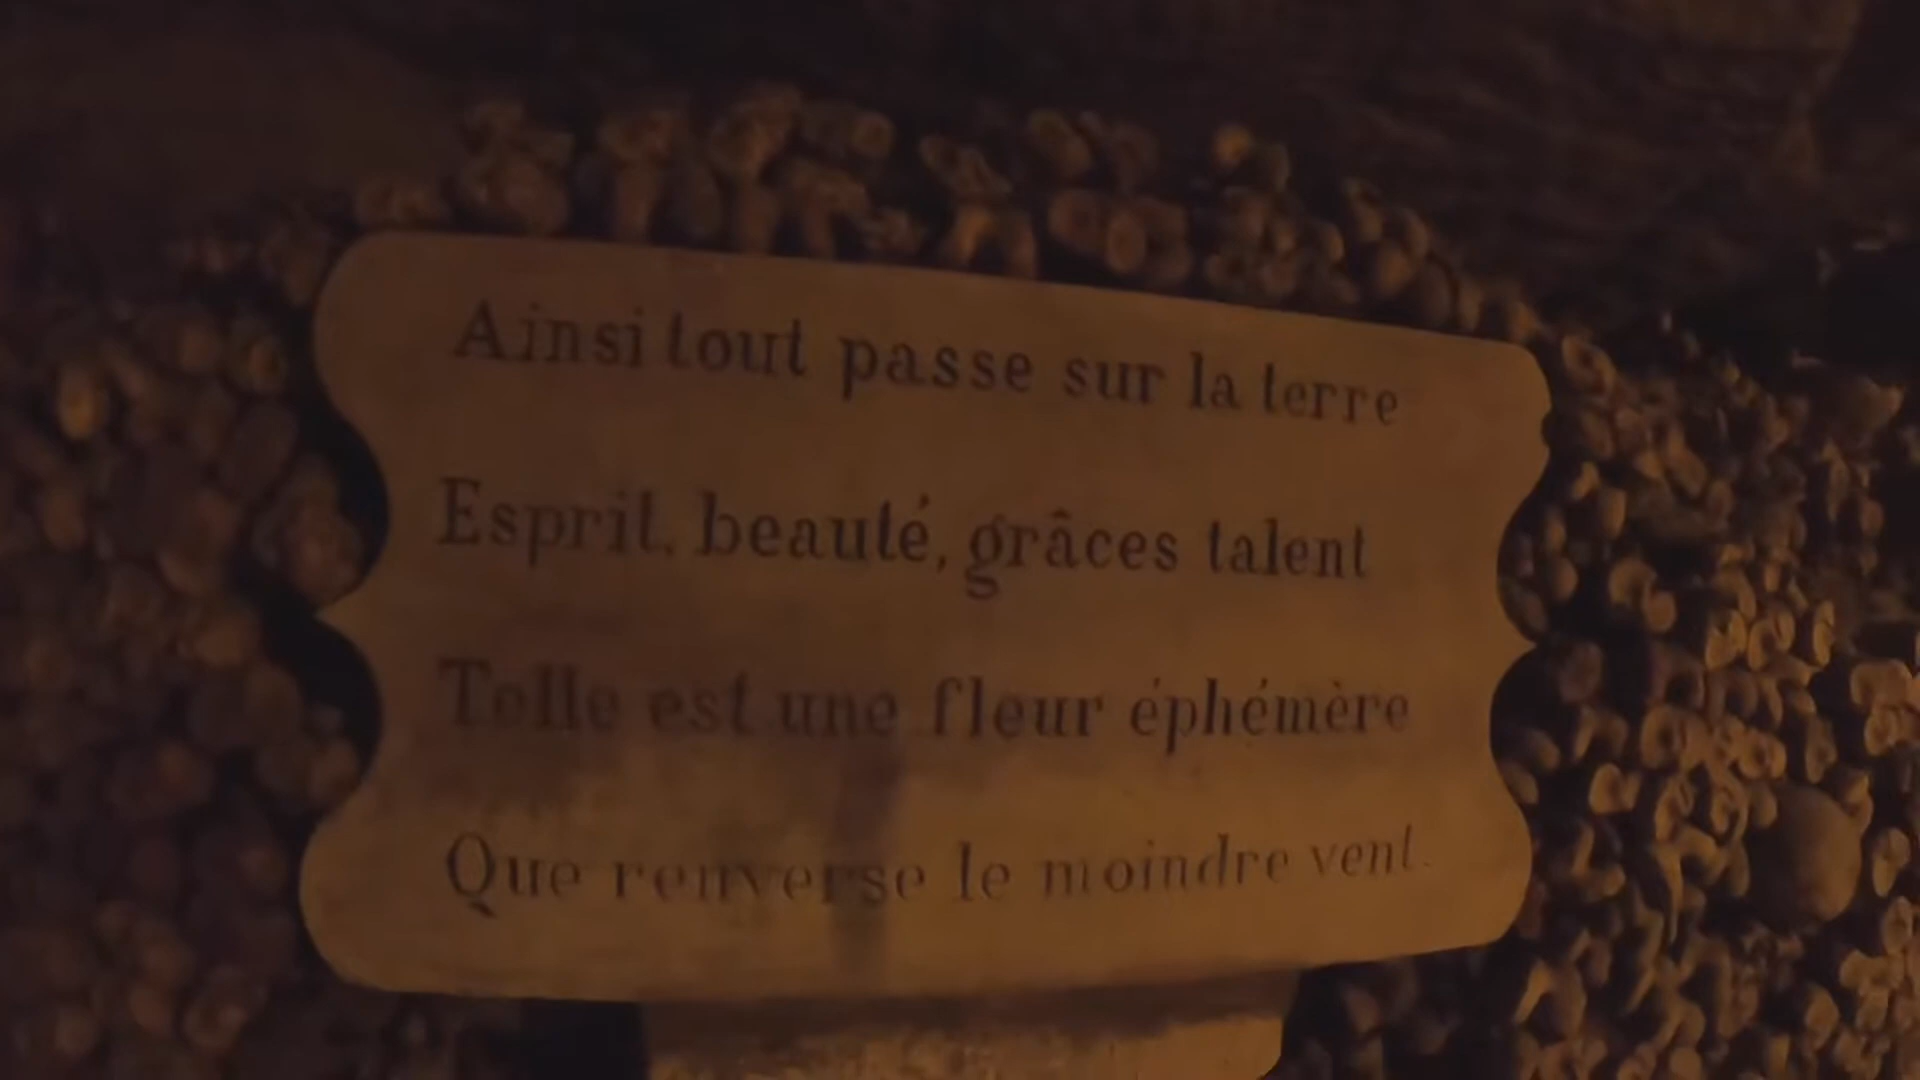 Ainsi tout passe sur la terre
Esprit, beauté, grâces talent
Telle est une fleur éphémère
Que renverse le moindre vent.